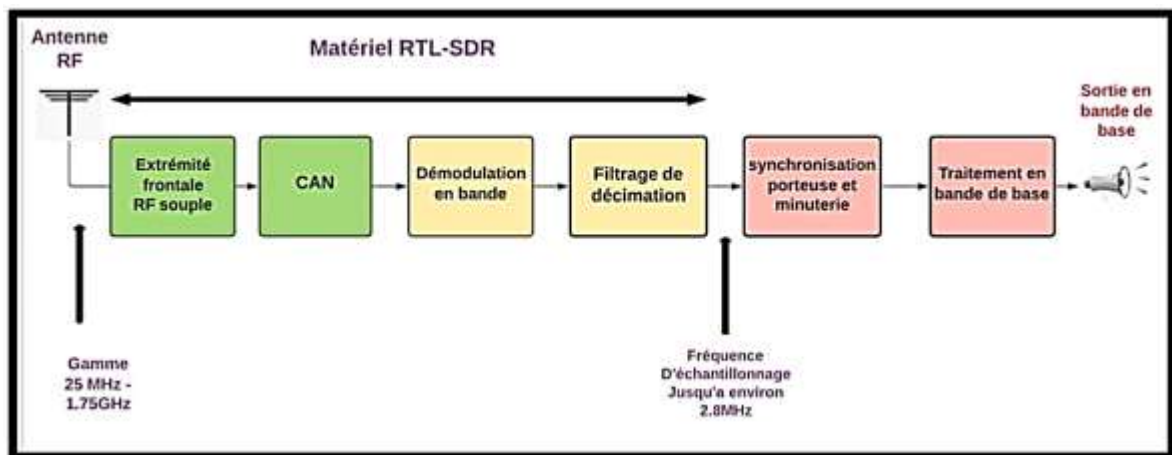 Antenne
RF
Matériel RTL-SDR
Sortie en
bande de
base
Extrémité
frontale
RF souple
CAN
Démodulation
en bande
Filtrage de
décimation
synchronisation
porteuse et
minuterie
Traitement en
bande de base
Gamme
25 MHz -
1.75GHz
Fréquence
D'échantillonnage
Jusqu'a environ
2.8MHz